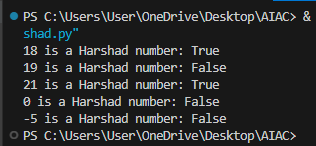 PS C:\Users\User\OneDrive\Desktop\AIAC> &
shad.py"
18 is a Harshad number: True
19 is a Harshad number: False
21 is a Harshad number: True
0 is a Harshad number: False
-5 is a Harshad number: False
PS C:\Users\User\OneDrive\Desktop\AIAC>